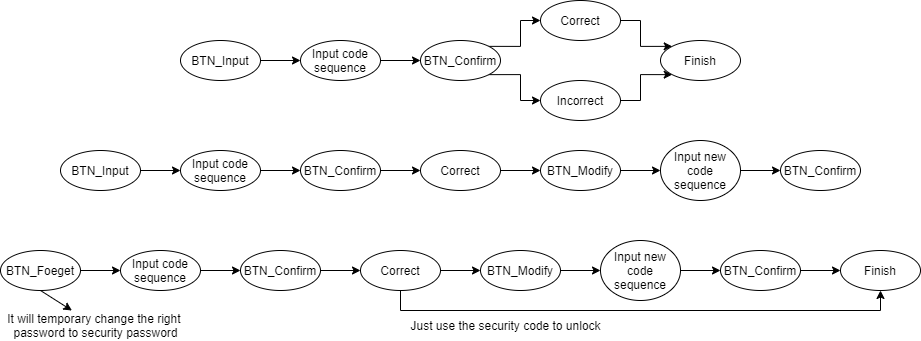 Correct
BTN_Input
Input code
sequence
BTN_Confirm
Finish
Incorrect
BTN_Input
Input code
sequence
BTN_Confirm
Correct
BTN_Modify
Input new
code
sequence
BTN_Confirm
BTN_Foeget
Input code
sequence
BTN_Confirm
Correct
BTN_Modify
Input new
code
sequence
BTN_Confirm
Finish
It will temporary change the right
password to security password
Just use the security code to unlock